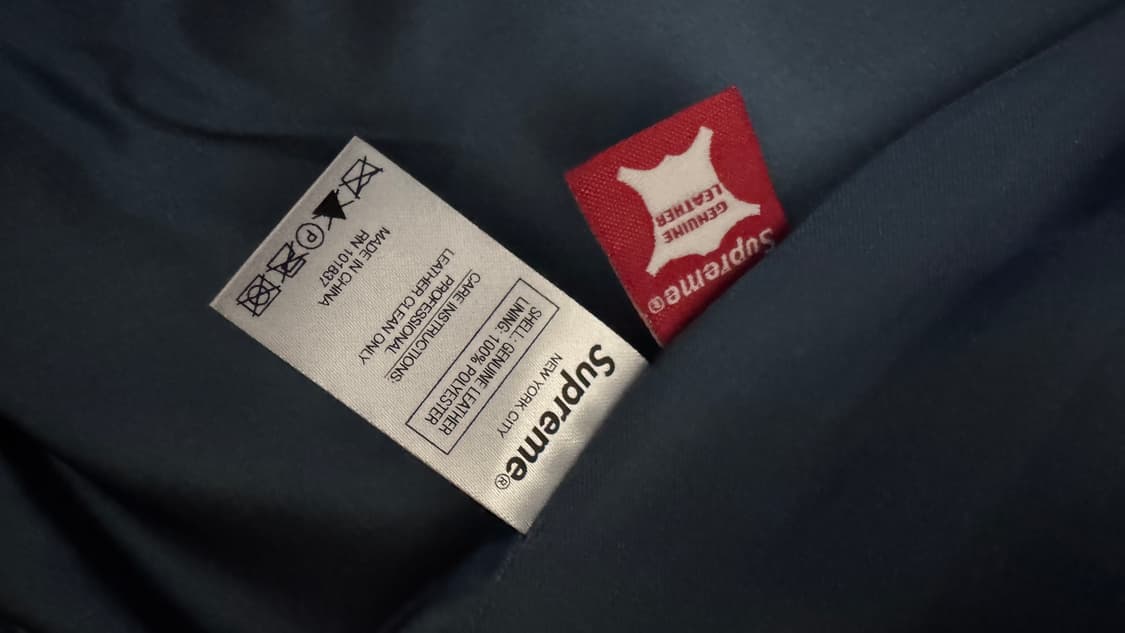 Supreme®
NEW YORK CITY
SHELL: GENUINE LEATHER
LINING: 100% POLYESTER
CARE INSTRUCTIONS:
PROFESSIONAL
LEATHER CLEAN ONLY
MADE IN CHINA
RN 101837
P
Supreme®
GENUINE
LEATHER